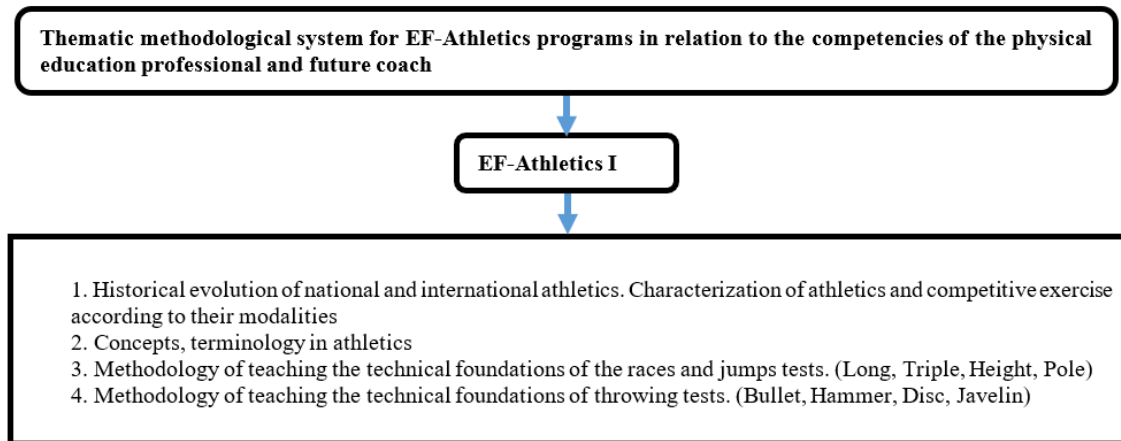 Thematic methodological system for EF-Athletics programs in relation to the competencies of the physical
education professional and future coach
EF-Athletics I
1. Historical evolution of national and international athletics. Characterization of athletics and competitive exercise
according to their modalities
2. Concepts, terminology in athletics
3. Methodology of teaching the technical foundations of the races and jumps tests. (Long, Triple, Height, Pole)
4. Methodology of teaching the technical foundations of throwing tests. (Bullet, Hammer, Disc, Javelin)